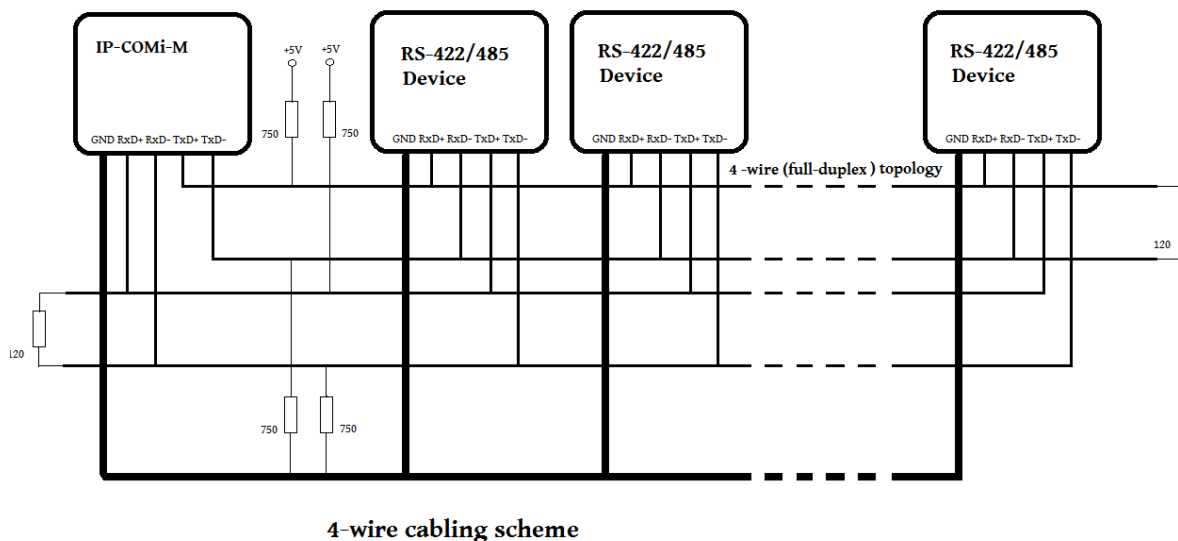 IP-COMi-M
GND RxD+ RxD- TxD+ TxD-
+5V
+5V
750
750
RS-422/485
Device
GND RxD+ RxD- TxD+ TxD-
RS-422/485
Device
GND RxD+ RxD- TxD+ TxD-
RS-422/485
Device
GND RxD+ RxD- TxD+ TxD-
4 -wire (full-duplex ) topology
120
120
750
750
4-wire cabling scheme